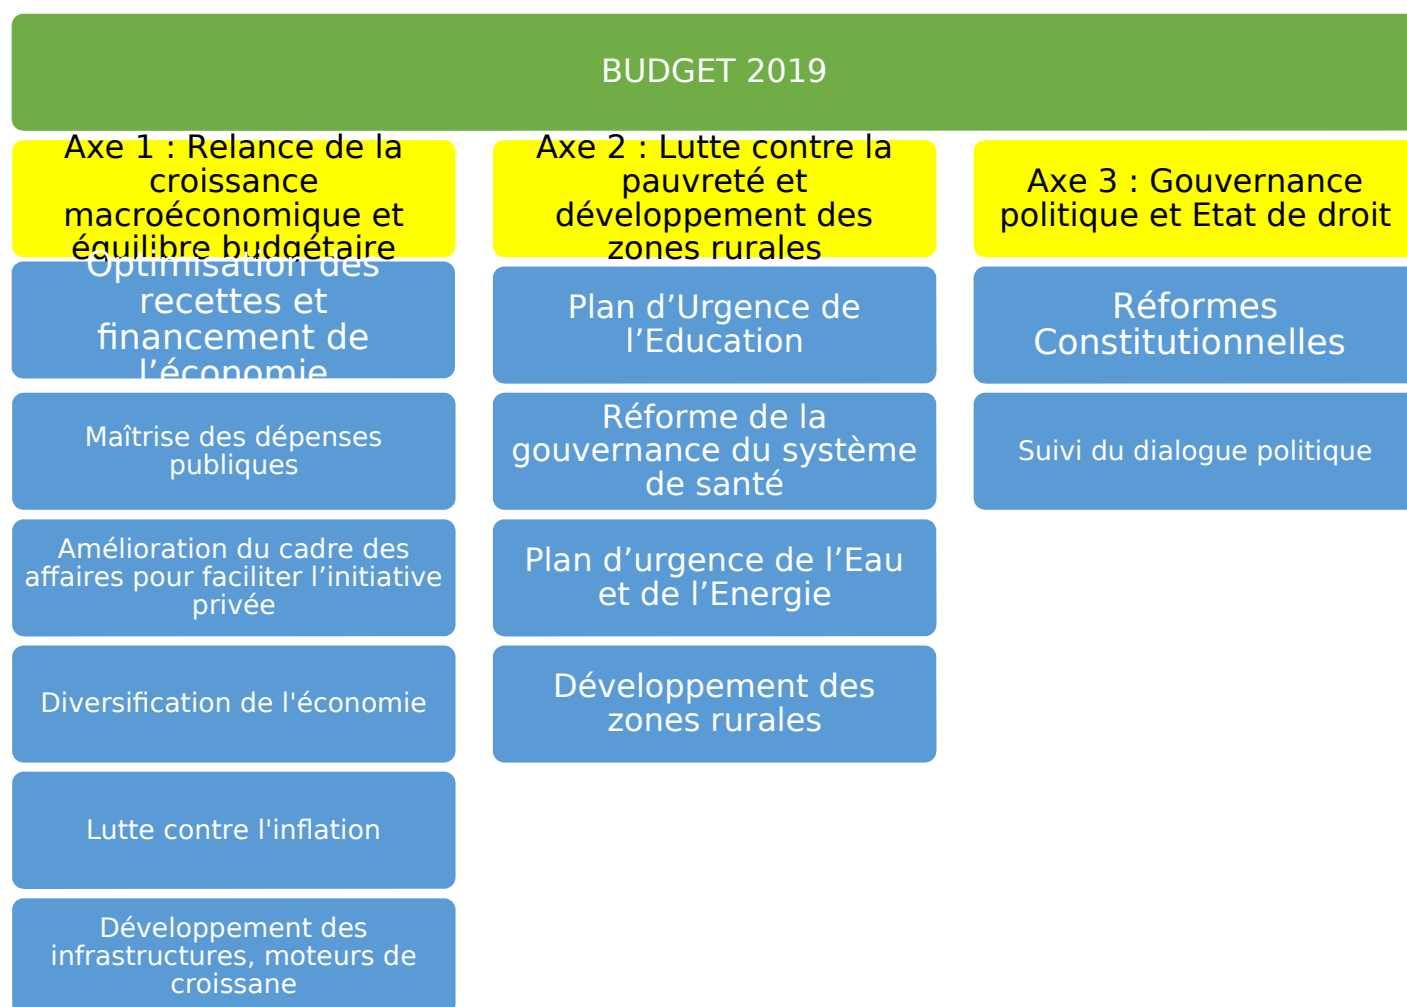 BUDGET 2019
Axe 1 : Relance de la
croissance
macroéconomique et
équilibre budgétaire
Optimisation des
recettes et
financement de
l’économie
Maîtrise des dépenses
publiques
Amélioration du cadre des
affaires pour faciliter l’initiative
privée
Diversification de l'économie
Lutte contre l'inflation
Développement des
infrastructures, moteurs de
croissane
Axe 2 : Lutte contre la
pauvreté et
développement des
zones rurales
Plan d’Urgence de
l’Education
Réforme de la
gouvernance du système
de santé
Plan d’urgence de l’Eau
et de l’Energie
Développement des
zones rurales
Axe 3 : Gouvernance
politique et Etat de droit
Réformes
Constitutionnelles
Suivi du dialogue politique